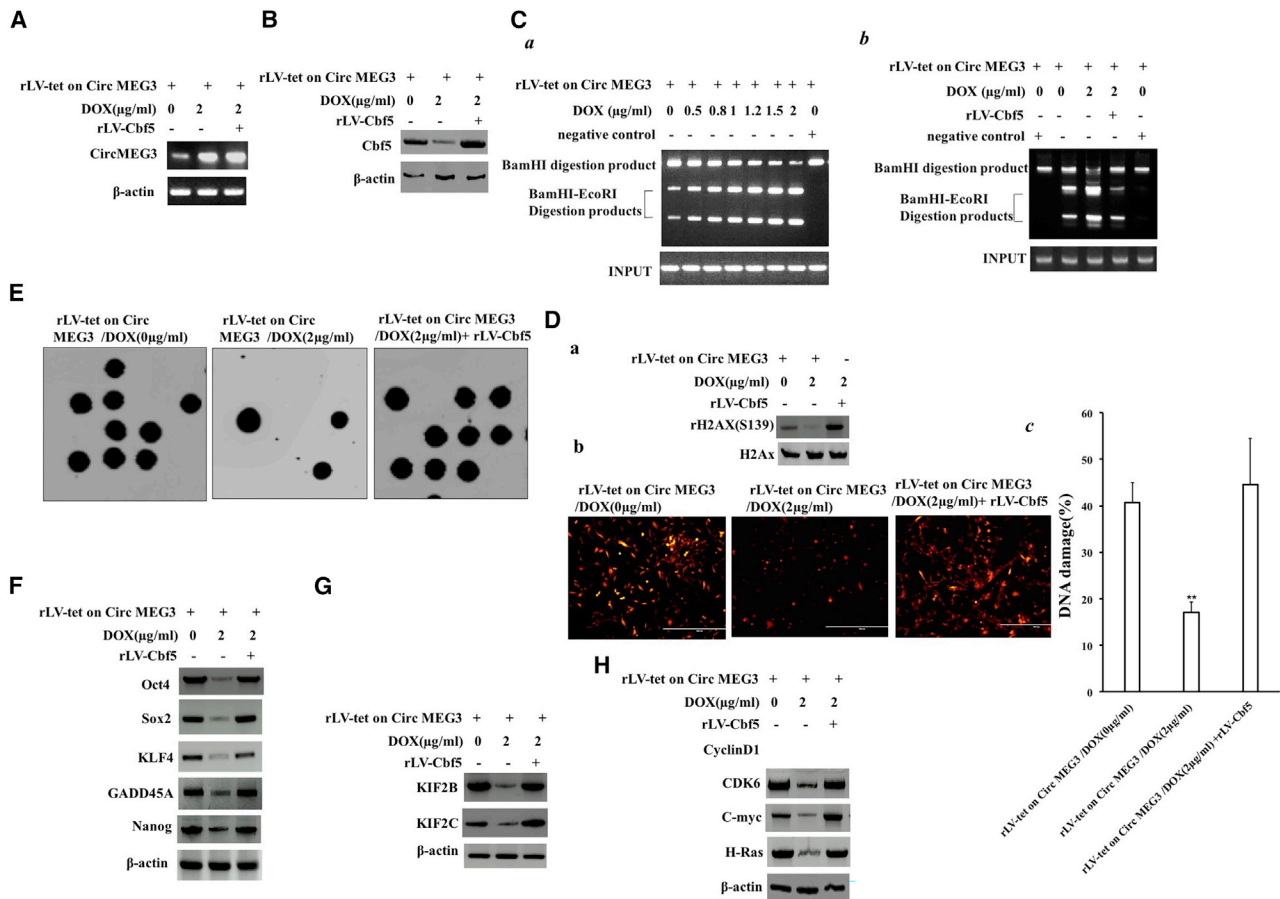 A
rLV-tet on Circ MEG3 + + +
DOX(µg/ml) 0 2 2
rLV-Cbf5 - - +
CircMEG3
β-actin
B
rLV-tet on Circ MEG3 + - +
DOX(µg/ml) 0 2 2
rLV-Cbf5 - - +
Cbf5
β-actin
C
a
rLV-tet on Circ MEG3 + + + + + + + +
DOX (µg/ml) 0 0.5 0.8 1 1.2 1.5 2 0
negative control - - - - - - - +
BamHI digestion product
BamHI-EcoRI
Digestion products
INPUT
b
rLV-tet on Circ MEG3 + + + + +
DOX (µg/ml) 0 0 2 2 0
rLV-Cbf5 - - - + -
negative control + - - - +
BamHI digestion product
BamHI-EcoRI
Digestion products
INPUT
E
rLV-tet on Circ
MEG3 /DOX(0µg/ml)
rLV-tet on Circ
MEG3 /DOX(2µg/ml)
rLV-tet on Circ MEG3
/DOX(2µg/ml)+ rLV-Cbf5
D
a
rLV-tet on Circ MEG3 + + -
DOX(µg/ml) 0 2 2
rLV-Cbf5 - - +
rH2AX(S139)
H2Ax
b
rLV-tet on Circ MEG3
/DOX(0µg/ml)
rLV-tet on Circ MEG3
/DOX(2µg/ml)
rLV-tet on Circ MEG3
/DOX(2µg/ml)+ rLV-Cbf5
c
DNA damage(%)
60
50
40
30
20
10
0
**
rLV-tet on Circ MEG3 /DOX(0µg/ml)
rLV-tet on Circ MEG3 /DOX(2µg/ml)
rLV-tet on Circ MEG3 /DOX(2µg/ml) +rLV-Cbf5
F
rLV-tet on Circ MEG3 + + +
DOX(µg/ml) 0 2 2
rLV-Cbf5 - - +
Oct4
Sox2
KLF4
GADD45A
Nanog
β-actin
G
rLV-tet on Circ MEG3 + + +
DOX(µg/ml) 0 2 2
rLV-Cbf5 - - +
KIF2B
KIF2C
β-actin
H
rLV-tet on Circ MEG3 + + +
DOX(µg/ml) 0 2 2
rLV-Cbf5 - - +
CyclinD1
CDK6
C-myc
H-Ras
β-actin